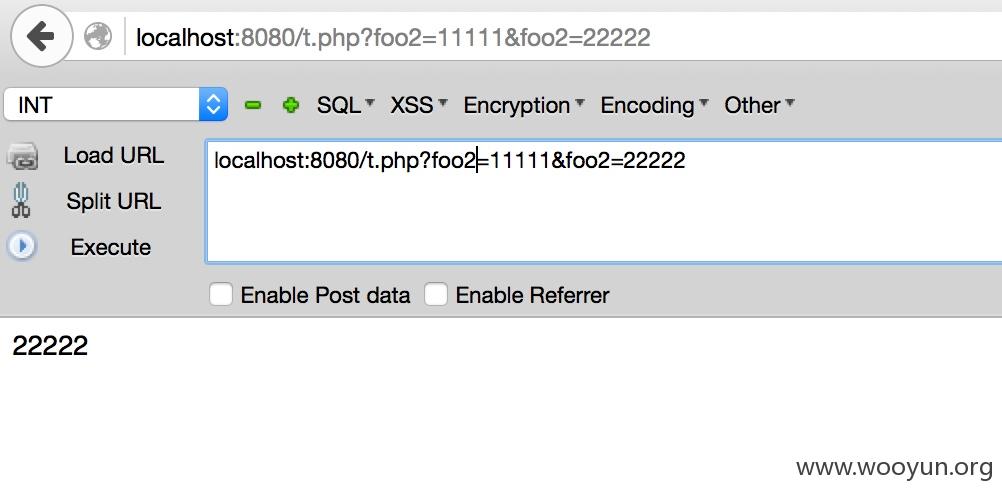 localhost:8080/t.php?foo2=11111&foo2=22222
INT SQL XSS Encryption Encoding Other
Load URL localhost:8080/t.php?foo2=11111&foo2=22222
Split URL
Execute
Enable Post data Enable Referrer
22222
www.wooyun.org